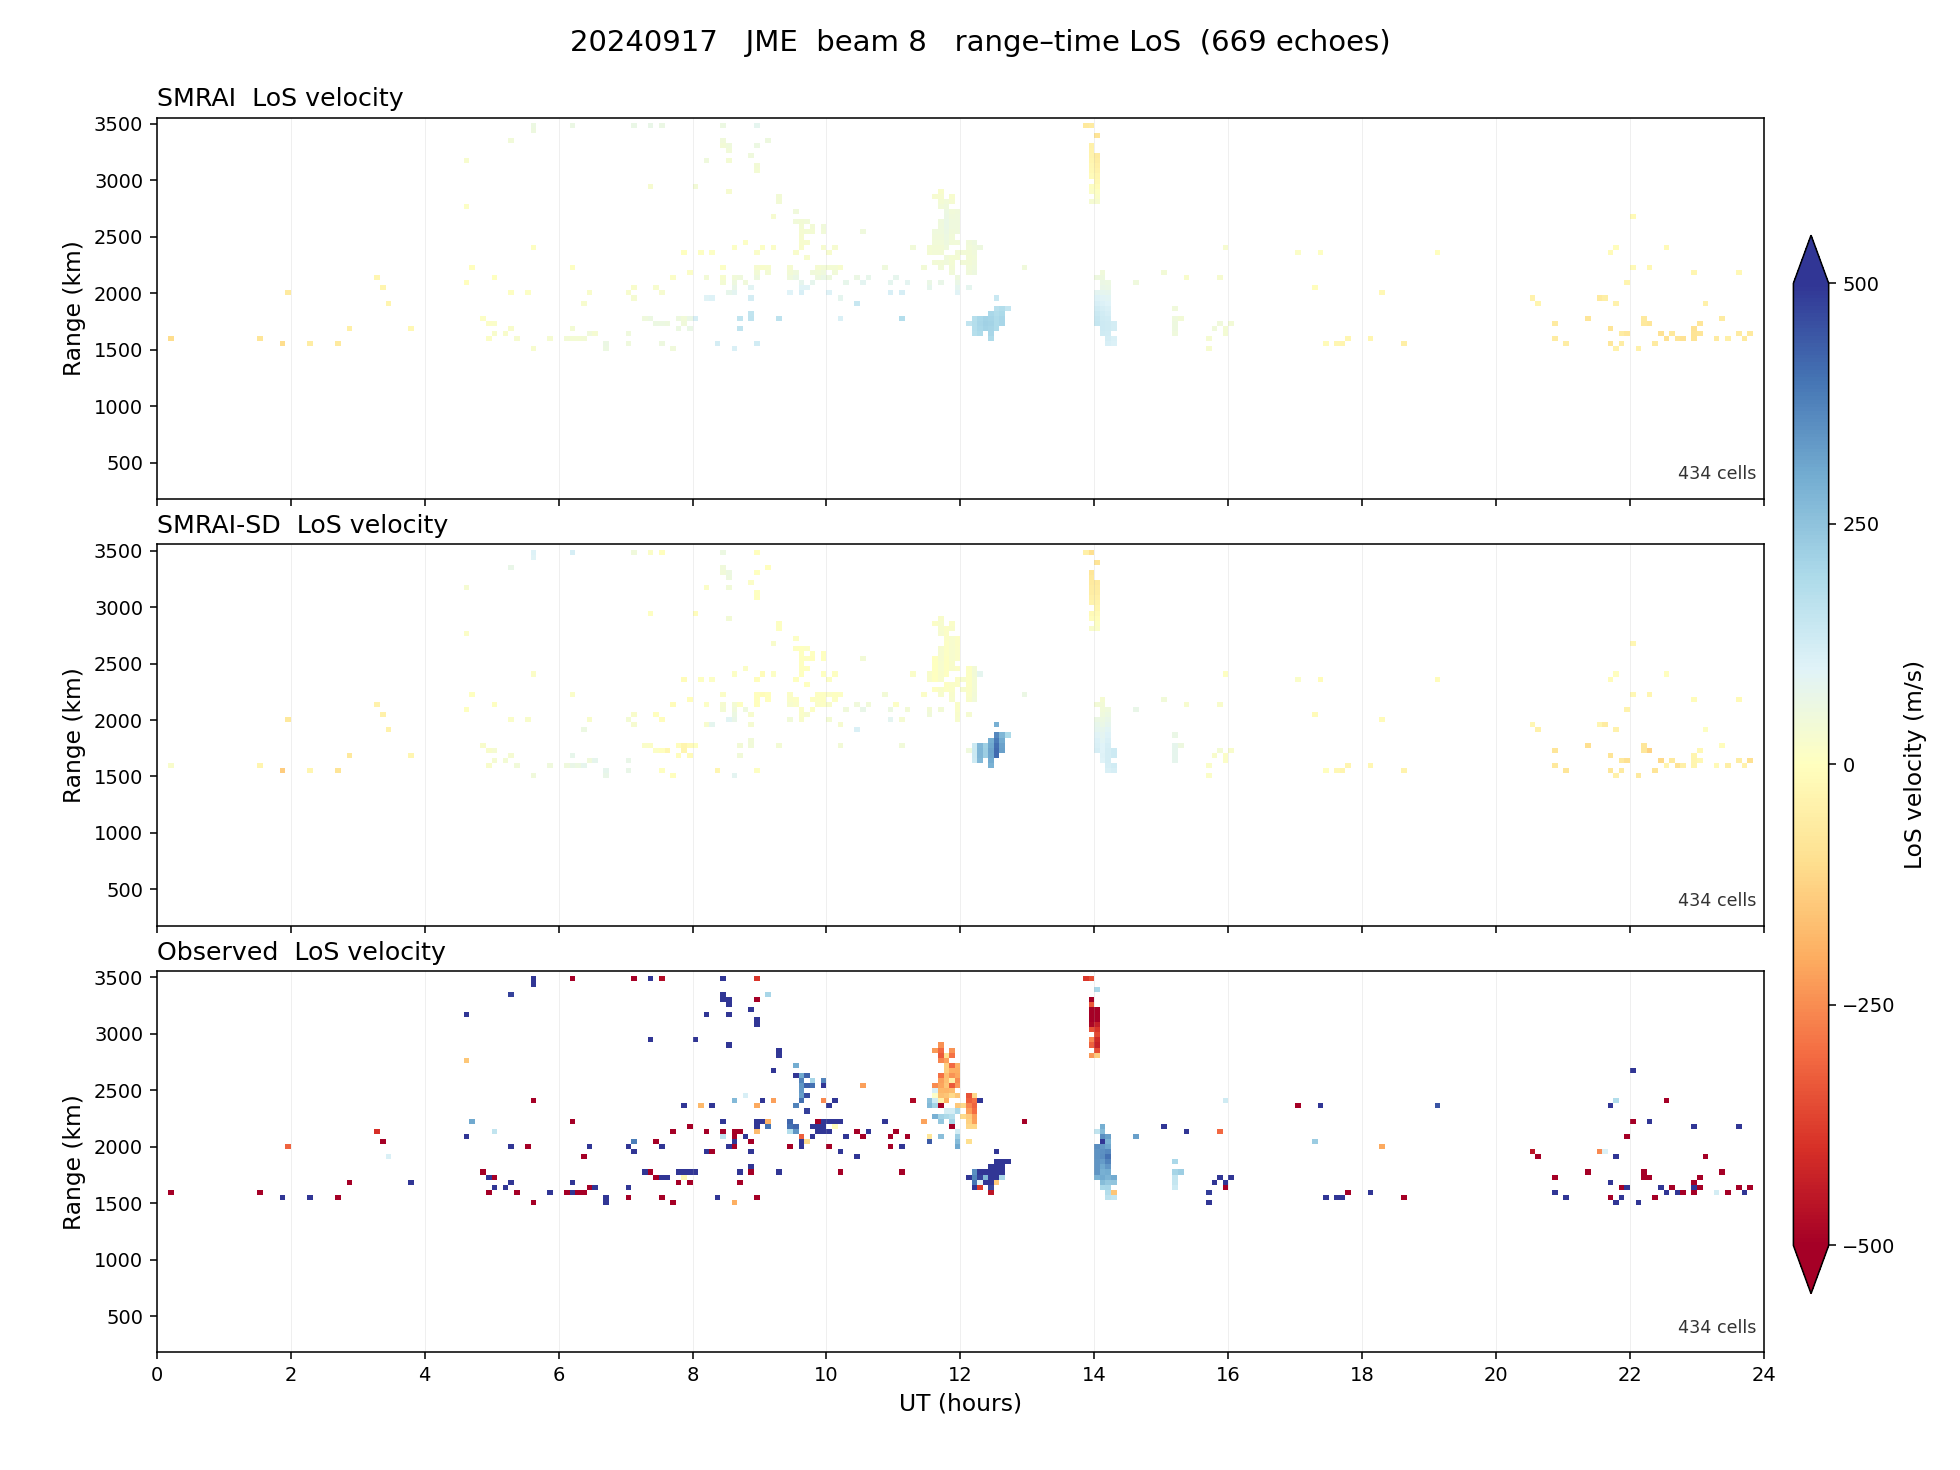 20240917   JME  beam 8   range–time LoS  (669 echoes)
SMRAI  LoS velocity
3500
3000
2500
2000
1500
1000
500
Range (km)
434 cells
SMRAI-SD  LoS velocity
3500
3000
2500
2000
1500
1000
500
Range (km)
434 cells
Observed  LoS velocity
3500
3000
2500
2000
1500
1000
500
Range (km)
434 cells
0 2 4 6 8 10 12 14 16 18 20 22 24
UT (hours)
500
250
0
−250
−500
LoS velocity (m/s)